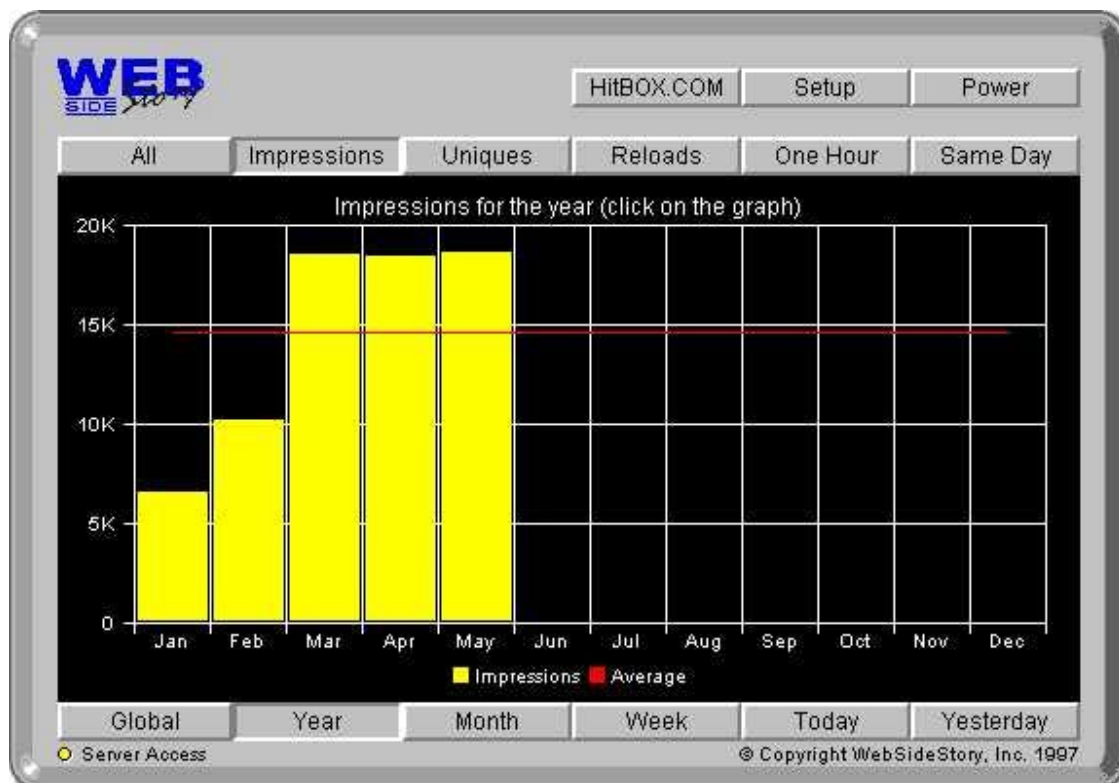 WEB
SIDE story
HitBOX.COM Setup Power
All Impressions Uniques Reloads One Hour Same Day
Impressions for the year (click on the graph)
20K
15K
10K
5K
0
Jan Feb Mar Apr May Jun Jul Aug Sep Oct Nov Dec
Impressions Average
Global Year Month Week Today Yesterday
Server Access © Copyright WebSideStory, Inc. 1997